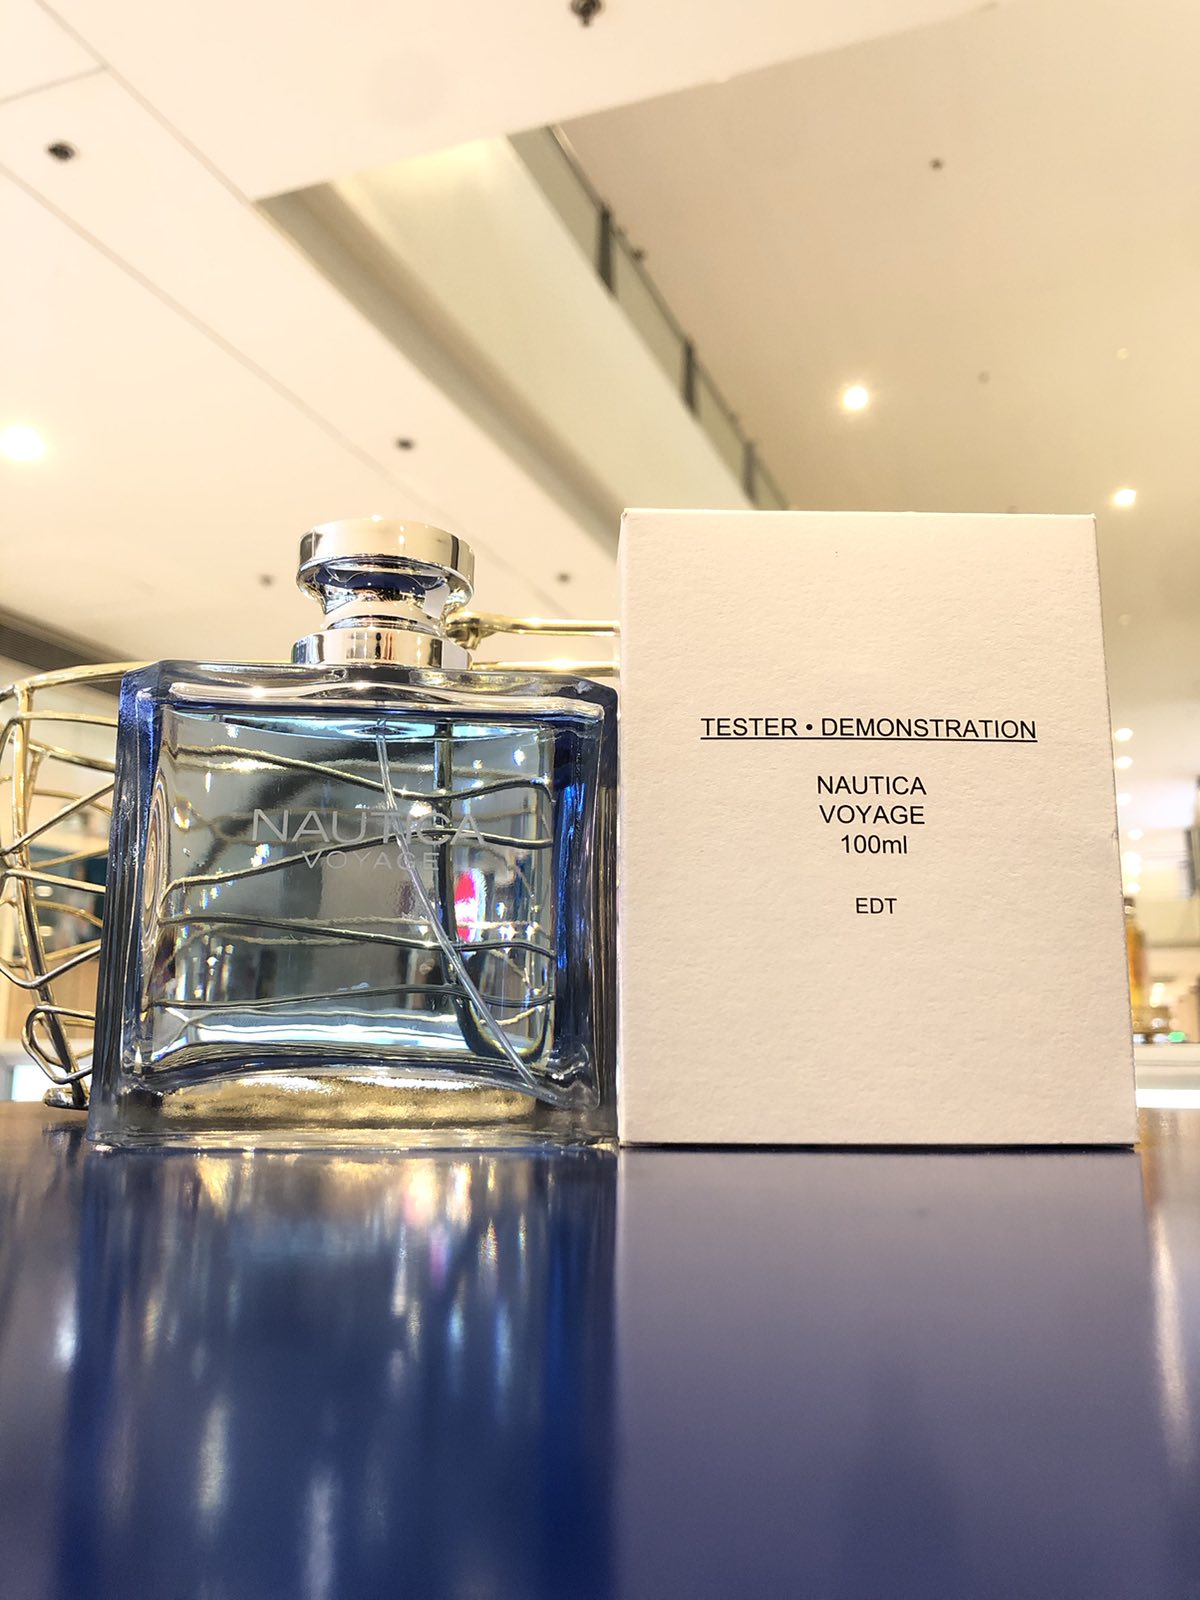 NAUTICA
VOYAGE
TESTER • DEMONSTRATION
NAUTICA
VOYAGE
100ml
EDT